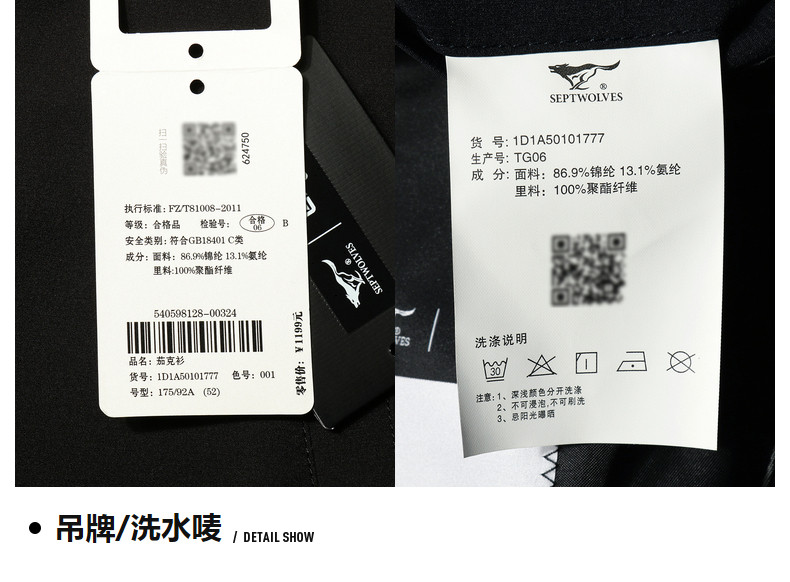 扫一扫验真伪
624750
执行标准: FZ/T81008-2011
等级: 合格品 检验号: 合格 06 B
安全类别: 符合GB18401 C类
成分: 面料: 86.9%锦纶 13.1%氨纶
里料:100%聚酯纤维
540598128-00324
品名: 茄克衫
货号: 1D1A50101777 色号: 001
号型: 175/92A (52)
零售价: ¥1199元
SEPTWOLVES
®
SEPTWOLVES
货 号: 1D1A50101777
生产号: TG06
成 分: 面料: 86.9%锦纶 13.1%氨纶
里料: 100%聚酯纤维
洗涤说明
30
注意: 1、深浅颜色分开洗涤
2、不可浸泡,不可刷洗
3、忌阳光曝晒
• 吊牌/洗水唛 / DETAIL SHOW